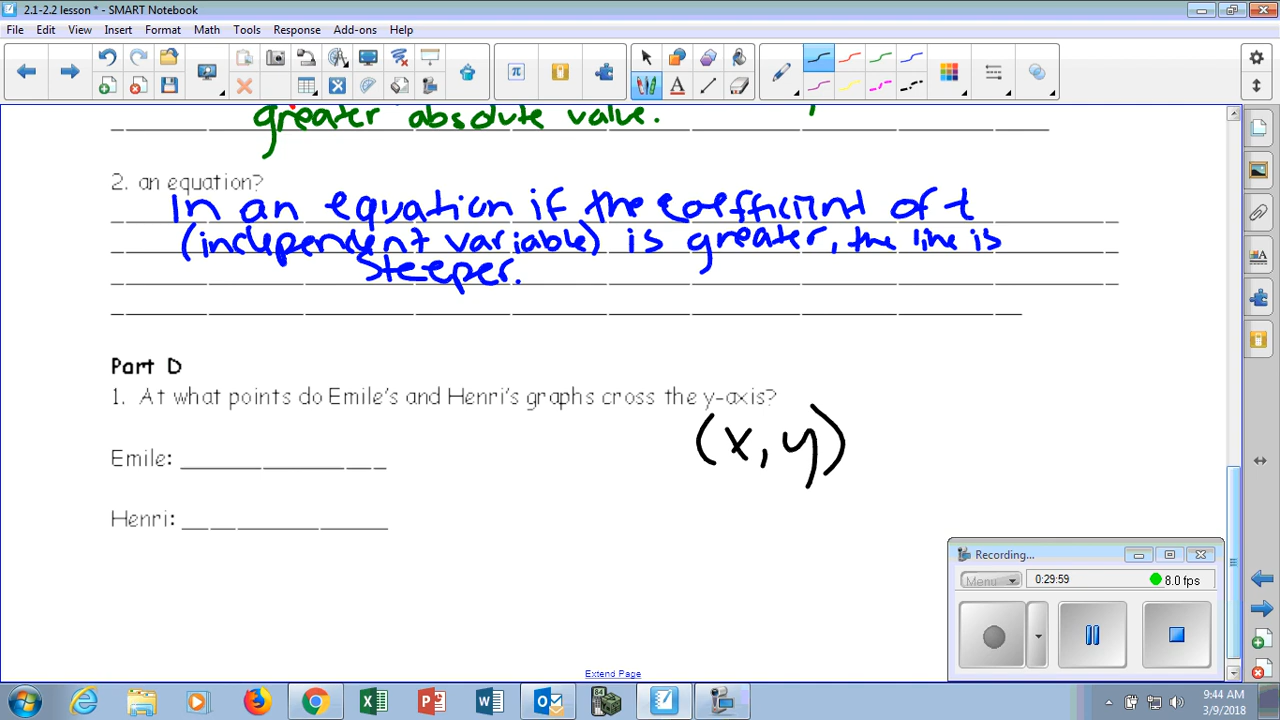 2.1-2.2 lesson * - SMART Notebook
File Edit View Insert Format Math Tools Response Add-ons Help
greater absolute value.
2. an equation?
In an equation if the coefficient of t
(independent variable) is greater, the line is
steeper.
Part D
1. At what points do Emile's and Henri's graphs cross the y-axis?
(x, y)
Emile:
Henri:
Recording...
Menu
0:29:59
8.0 fps
Extend Page
9:44 AM
3/9/2018